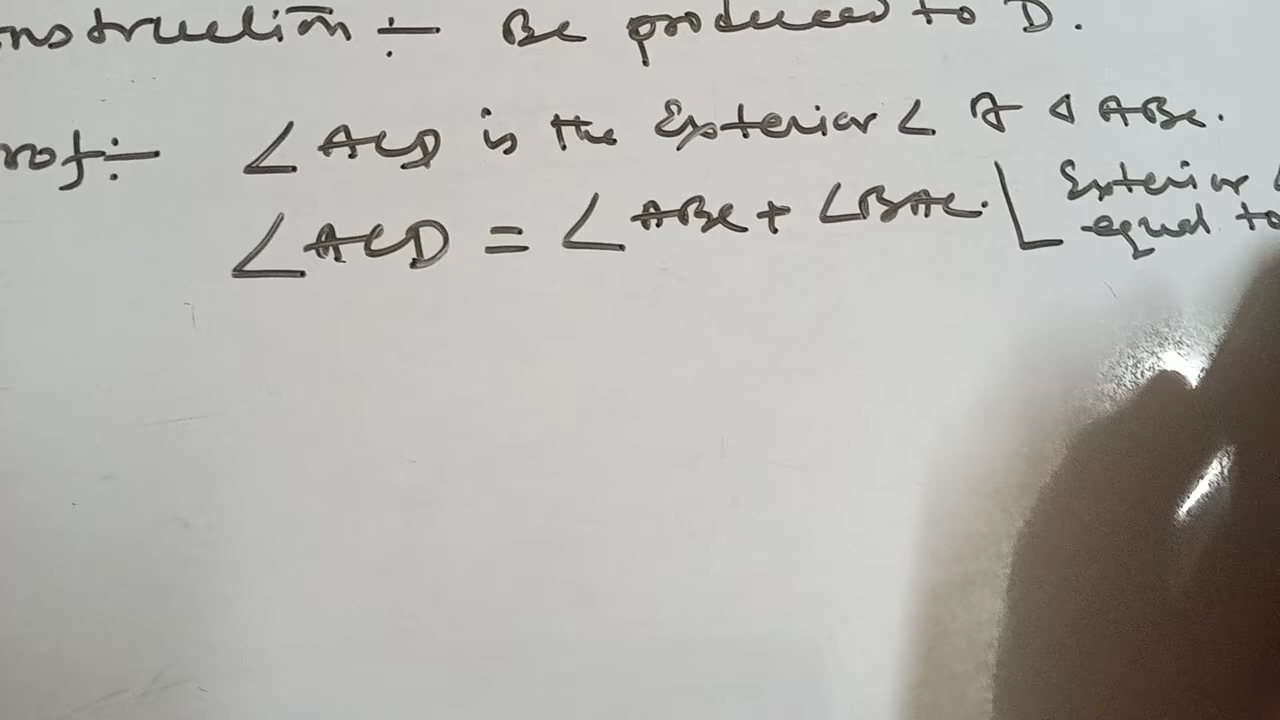 nstruction :- BC produced to D.
roof :- ∠ ACD is the Exterior ∠ of Δ ABC.
∠ ACD = ∠ ABC + ∠BAC. Exterior ∠
equal to